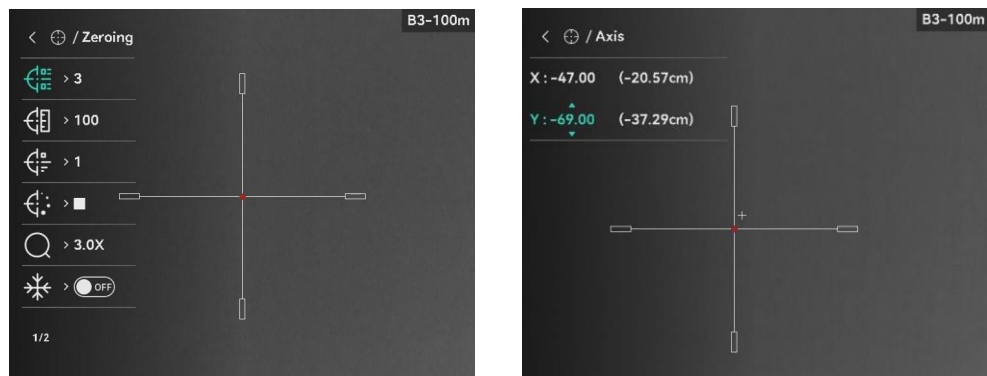 B3-100m
< / Zeroing
> 3
> 100
> 1
>
> 3.0X
> OFF
1/2
B3-100m
< / Axis
X : -47.00 (-20.57cm)
Y : -69.00 (-37.29cm)